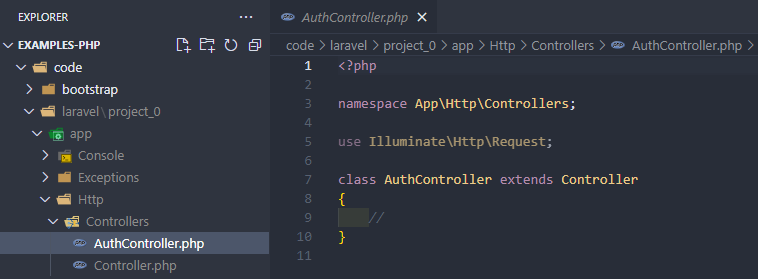 EXPLORER
EXAMPLES-PHP
code
bootstrap
laravel\project_0
app
Console
Exceptions
Http
Controllers
AuthController.php
Controller.php
AuthController.php
code > laravel > project_0 > app > Http > Controllers > AuthController.php >
1 <?php
2
3 namespace App\Http\Controllers;
4
5 use Illuminate\Http\Request;
6
7 class AuthController extends Controller
8 {
9 //
10 }
11